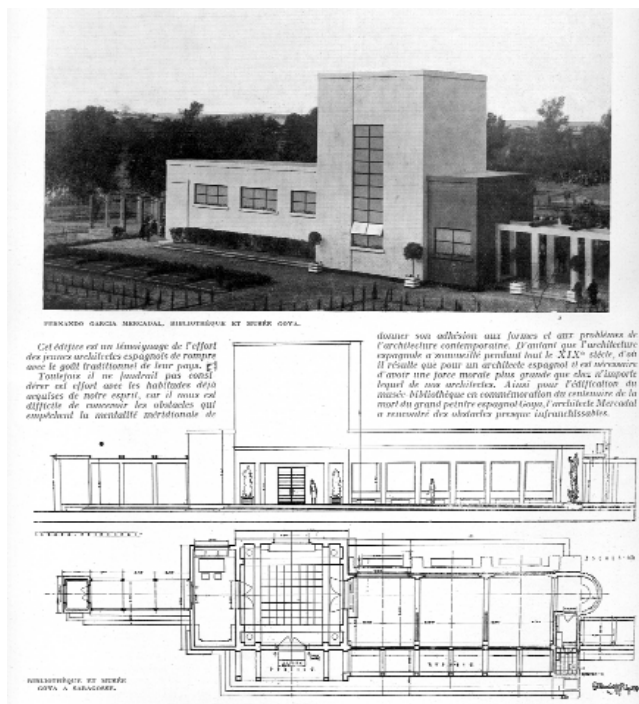 FERNANDO GARCIA MERCADAL, BIBLIOTHÈQUE ET MUSÉE GOYA.
Cet édifice est un témoignage de l'effort
des jeunes architectes espagnols de rompre
avec le goût traditionnel de leur pays.
Toutefois il ne faudrait pas consi
dérer cet effort avec les habitudes déjà
acquises de notre esprit, car il nous est
difficile de concevoir les obstacles qui
empêchent la mentalité méridionale de
donner son adhésion aux formes et aux problèmes de
l'architecture contemporaine. D'autant que l'architecture
espagnole a sommeillé pendant tout le XIXe siècle, d'où
il résulte que pour un architecte espagnol il est nécessaire
d'avoir une force morale plus grande que chez n'importe
lequel de nos architectes. Ainsi pour l'édification du
musée bibliothèque en commémoration du centenaire de la
mort du grand peintre espagnol Goya, l'architecte Mercadal
a rencontré des obstacles presque infranchissables.
BIBLIOTHÈQUE ET MUSÉE
GOYA A SARAGOSSE.